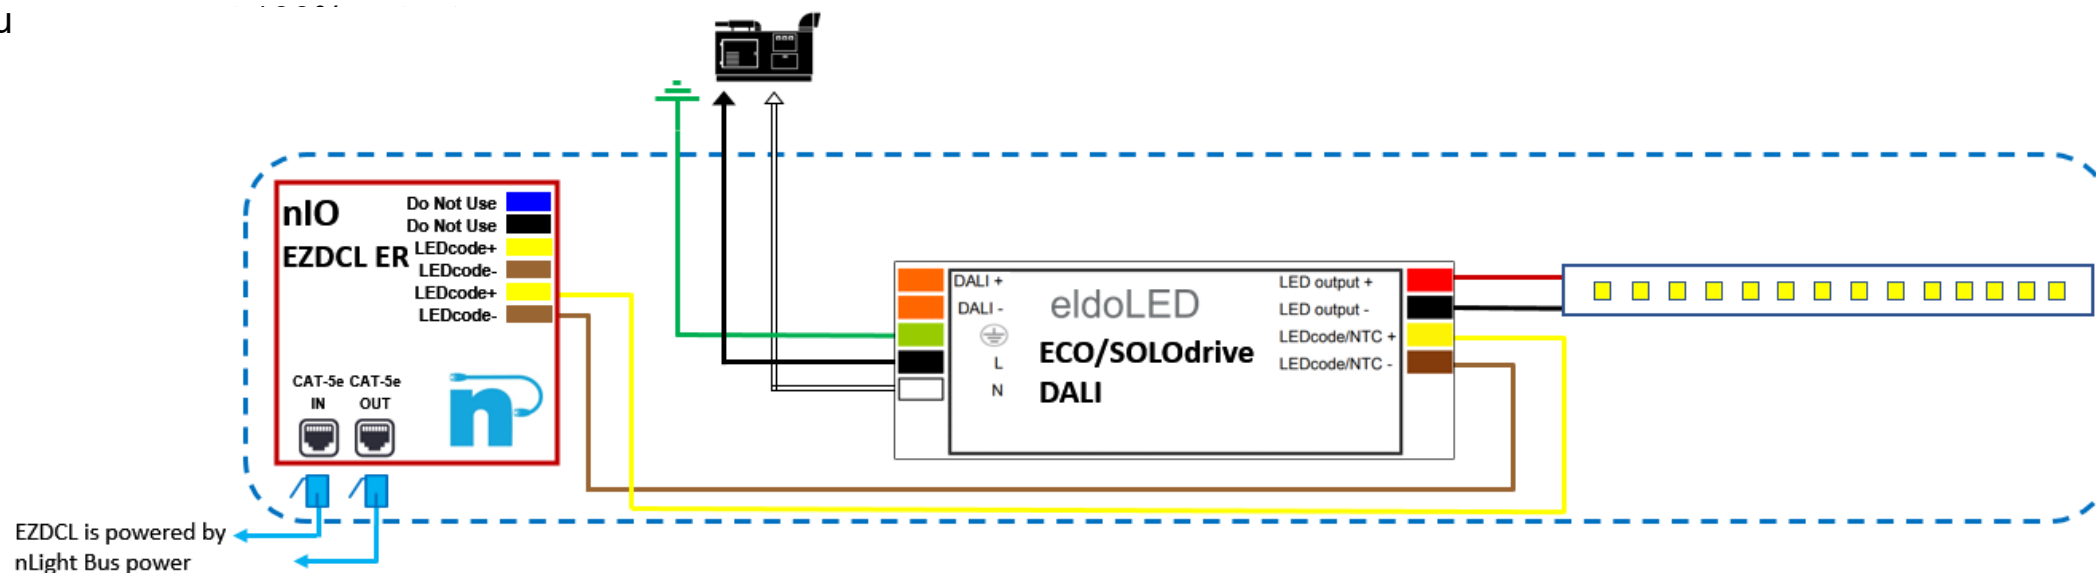 u
nIO
EZDCL ER
Do Not Use
Do Not Use
LEDcode+
LEDcode-
LEDcode+
LEDcode-
CAT-5e CAT-5e
IN OUT
n
EZDCL is powered by
nLight Bus power
DALI +
DALI -
L
N
eldoLED
ECO/SOLOdrive
DALI
LED output +
LED output -
LEDcode/NTC +
LEDcode/NTC -